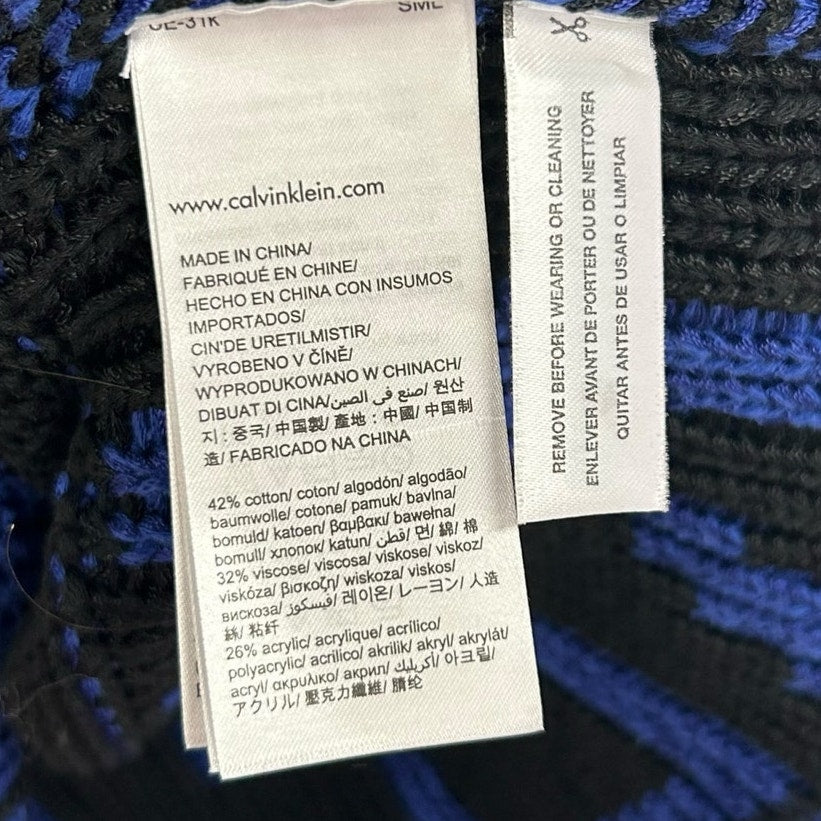 SML
www.calvinklein.com
MADE IN CHINA/
FABRIQUÉ EN CHINE/
HECHO EN CHINA CON INSUMOS
IMPORTADOS/
CIN'DE URETILMISTIR/
VYROBENO V ČÍNĚ/
WYPRODUKOWANO W CHINACH/
DIBUAT DI CINA/صنع في الصين/ 원산
지 : 중국/ 中国製/ 產地 : 中國/ 中国制
造/ FABRICADO NA CHINA
42% cotton/ coton/ algodón/ algodão/
baumwolle/ cotone/ pamuk/ bavlna/
bomuld/ katoen/ βαμβακι/ bawełna/
bomull/ хлопок/ katun/ قطن/ 면/ 綿/ 棉
32% viscose/ viscosa/ viskose/ viskoz/
viskóza/ βισκοζη/ wiskoza/ viskos/
вискоза/ فيسكوز/ 레이온/ レーヨン/ 人造
絲/ 粘纤
26% acrylic/ acrylique/ acrílico/
polyacrylic/ acrilico/ akrilik/ akryl/ akrylát/
acryl/ ακρυλικο/ акрил/ أكريليك/ 아크릴/
アクリル/ 壓克力纖維/ 腈纶
REMOVE BEFORE WEARING OR CLEANING
ENLEVER AVANT DE PORTER OU DE NETTOYER
QUITAR ANTES DE USAR O LIMPIAR